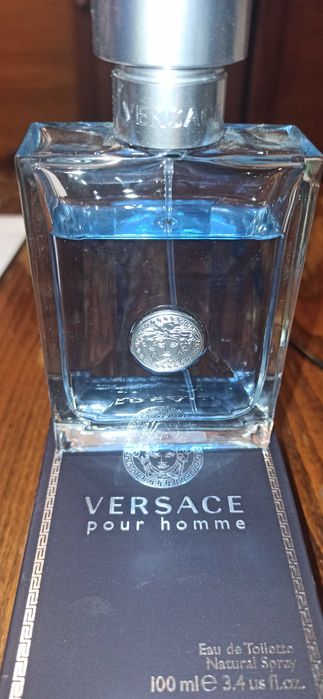 VERSACE
VERSACE
pour homme
Eau de Toilette
Natural Spray
100 ml e 3.4 us fl.oz.